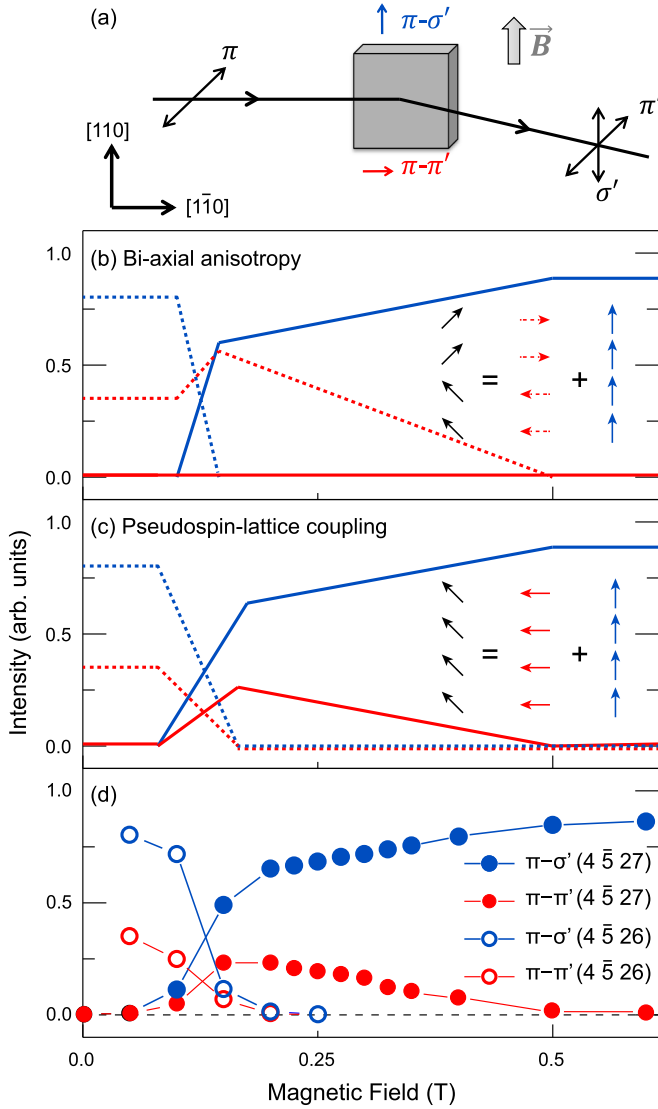 (a)
π–σ'
B
π
π'
[110]
π–π'
σ'
[11̄0]
1.0
(b) Bi-axial anisotropy
0.5
= +
0.0
1.0
(c) Pseudospin-lattice coupling
0.5
= +
0.0
Intensity (arb. units)
1.0
(d)
π–σ' (4 5̄ 27)
0.5
π–π' (4 5̄ 27)
π–σ' (4 5̄ 26)
π–π' (4 5̄ 26)
0.0
0.0 0.25 0.5
Magnetic Field (T)